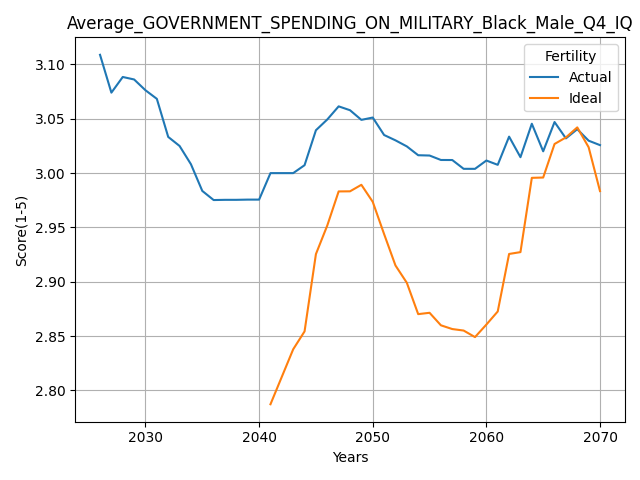 Average_GOVERNMENT_SPENDING_ON_MILITARY_Black_Male_Q4_IQ
Fertility
Actual
Ideal
Score(1-5)
3.10
3.05
3.00
2.95
2.90
2.85
2.80
2030 2040 2050 2060 2070
Years